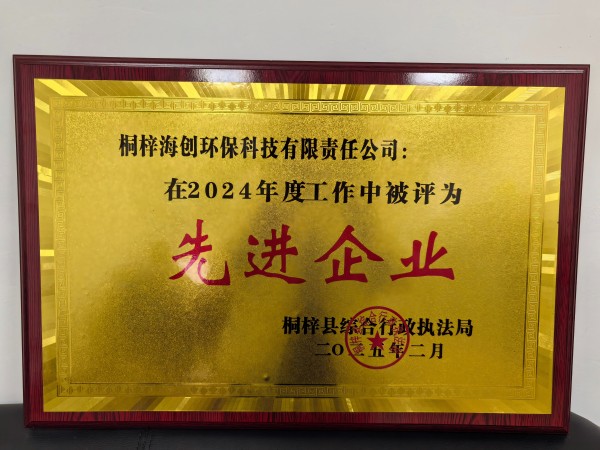 桐梓海创环保科技有限责任公司：
在2024年度工作中被评为
先进企业
桐梓县综合行政执法局
二〇二五年二月